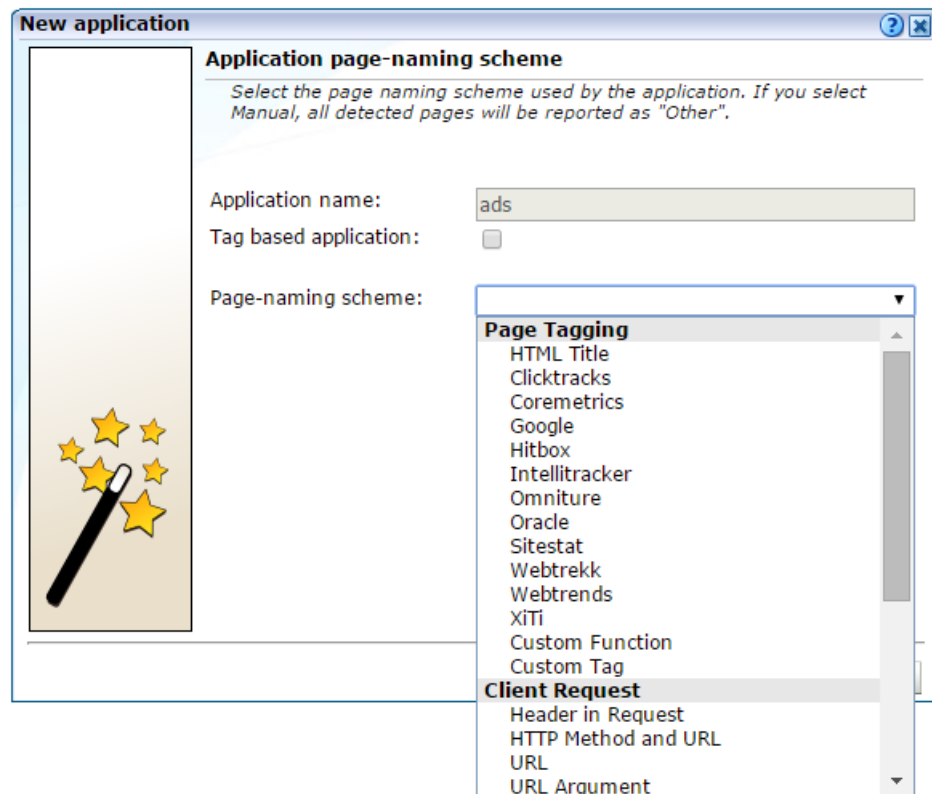 New application
Application page-naming scheme
Select the page naming scheme used by the application. If you select
Manual, all detected pages will be reported as "Other".
Application name: ads
Tag based application:
Page-naming scheme:
Page Tagging
HTML Title
Clicktracks
Coremetrics
Google
Hitbox
Intellitracker
Omniture
Oracle
Sitestat
Webtrekk
Webtrends
XiTi
Custom Function
Custom Tag
Client Request
Header in Request
HTTP Method and URL
URL
URL Argument